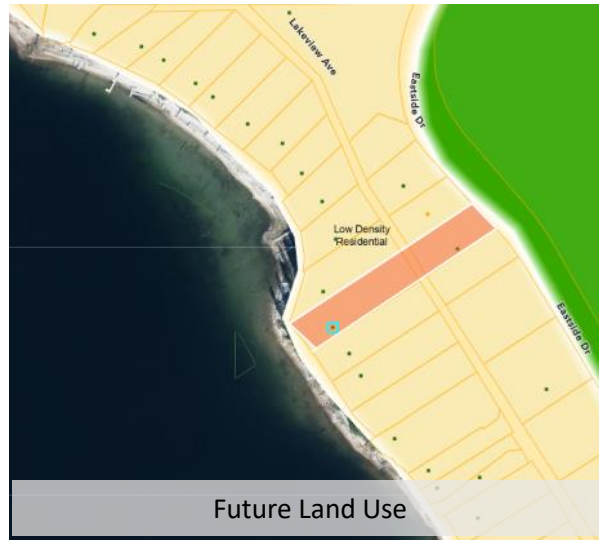 Lakeview Ave
Eastside Dr
Low Density
Residential
Eastside Dr
Future Land Use